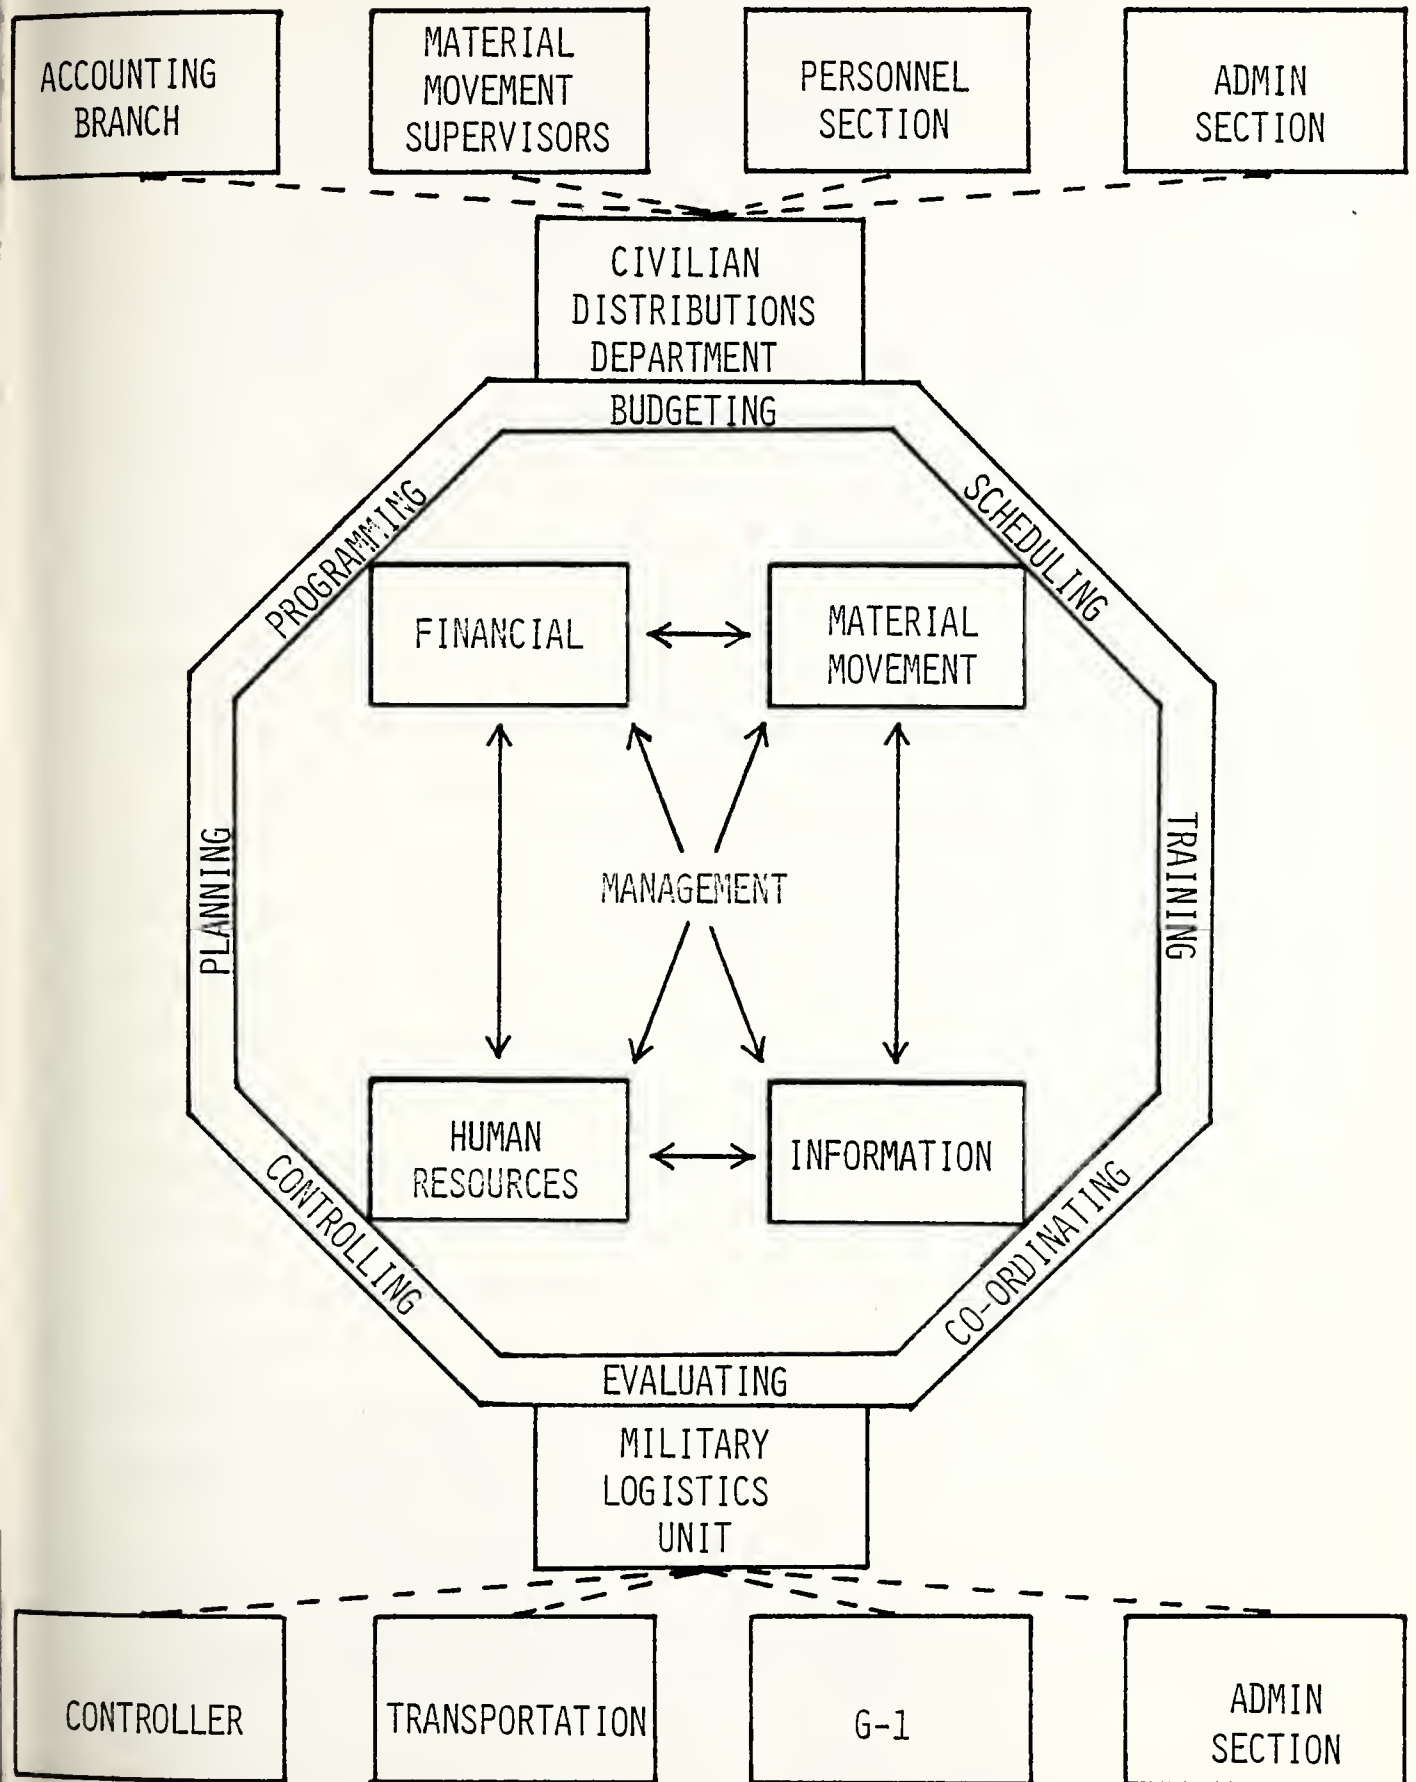 ACCOUNTING
BRANCH
MATERIAL
MOVEMENT
SUPERVISORS
PERSONNEL
SECTION
ADMIN
SECTION
CIVILIAN
DISTRIBUTIONS
DEPARTMENT
BUDGETING
PROGRAMMING
SCHEDULING
FINANCIAL
MATERIAL
MOVEMENT
PLANNING
MANAGEMENT
TRAINING
HUMAN
RESOURCES
INFORMATION
CONTROLLING
CO-ORDINATING
EVALUATING
MILITARY
LOGISTICS
UNIT
CONTROLLER
TRANSPORTATION
G-1
ADMIN
SECTION